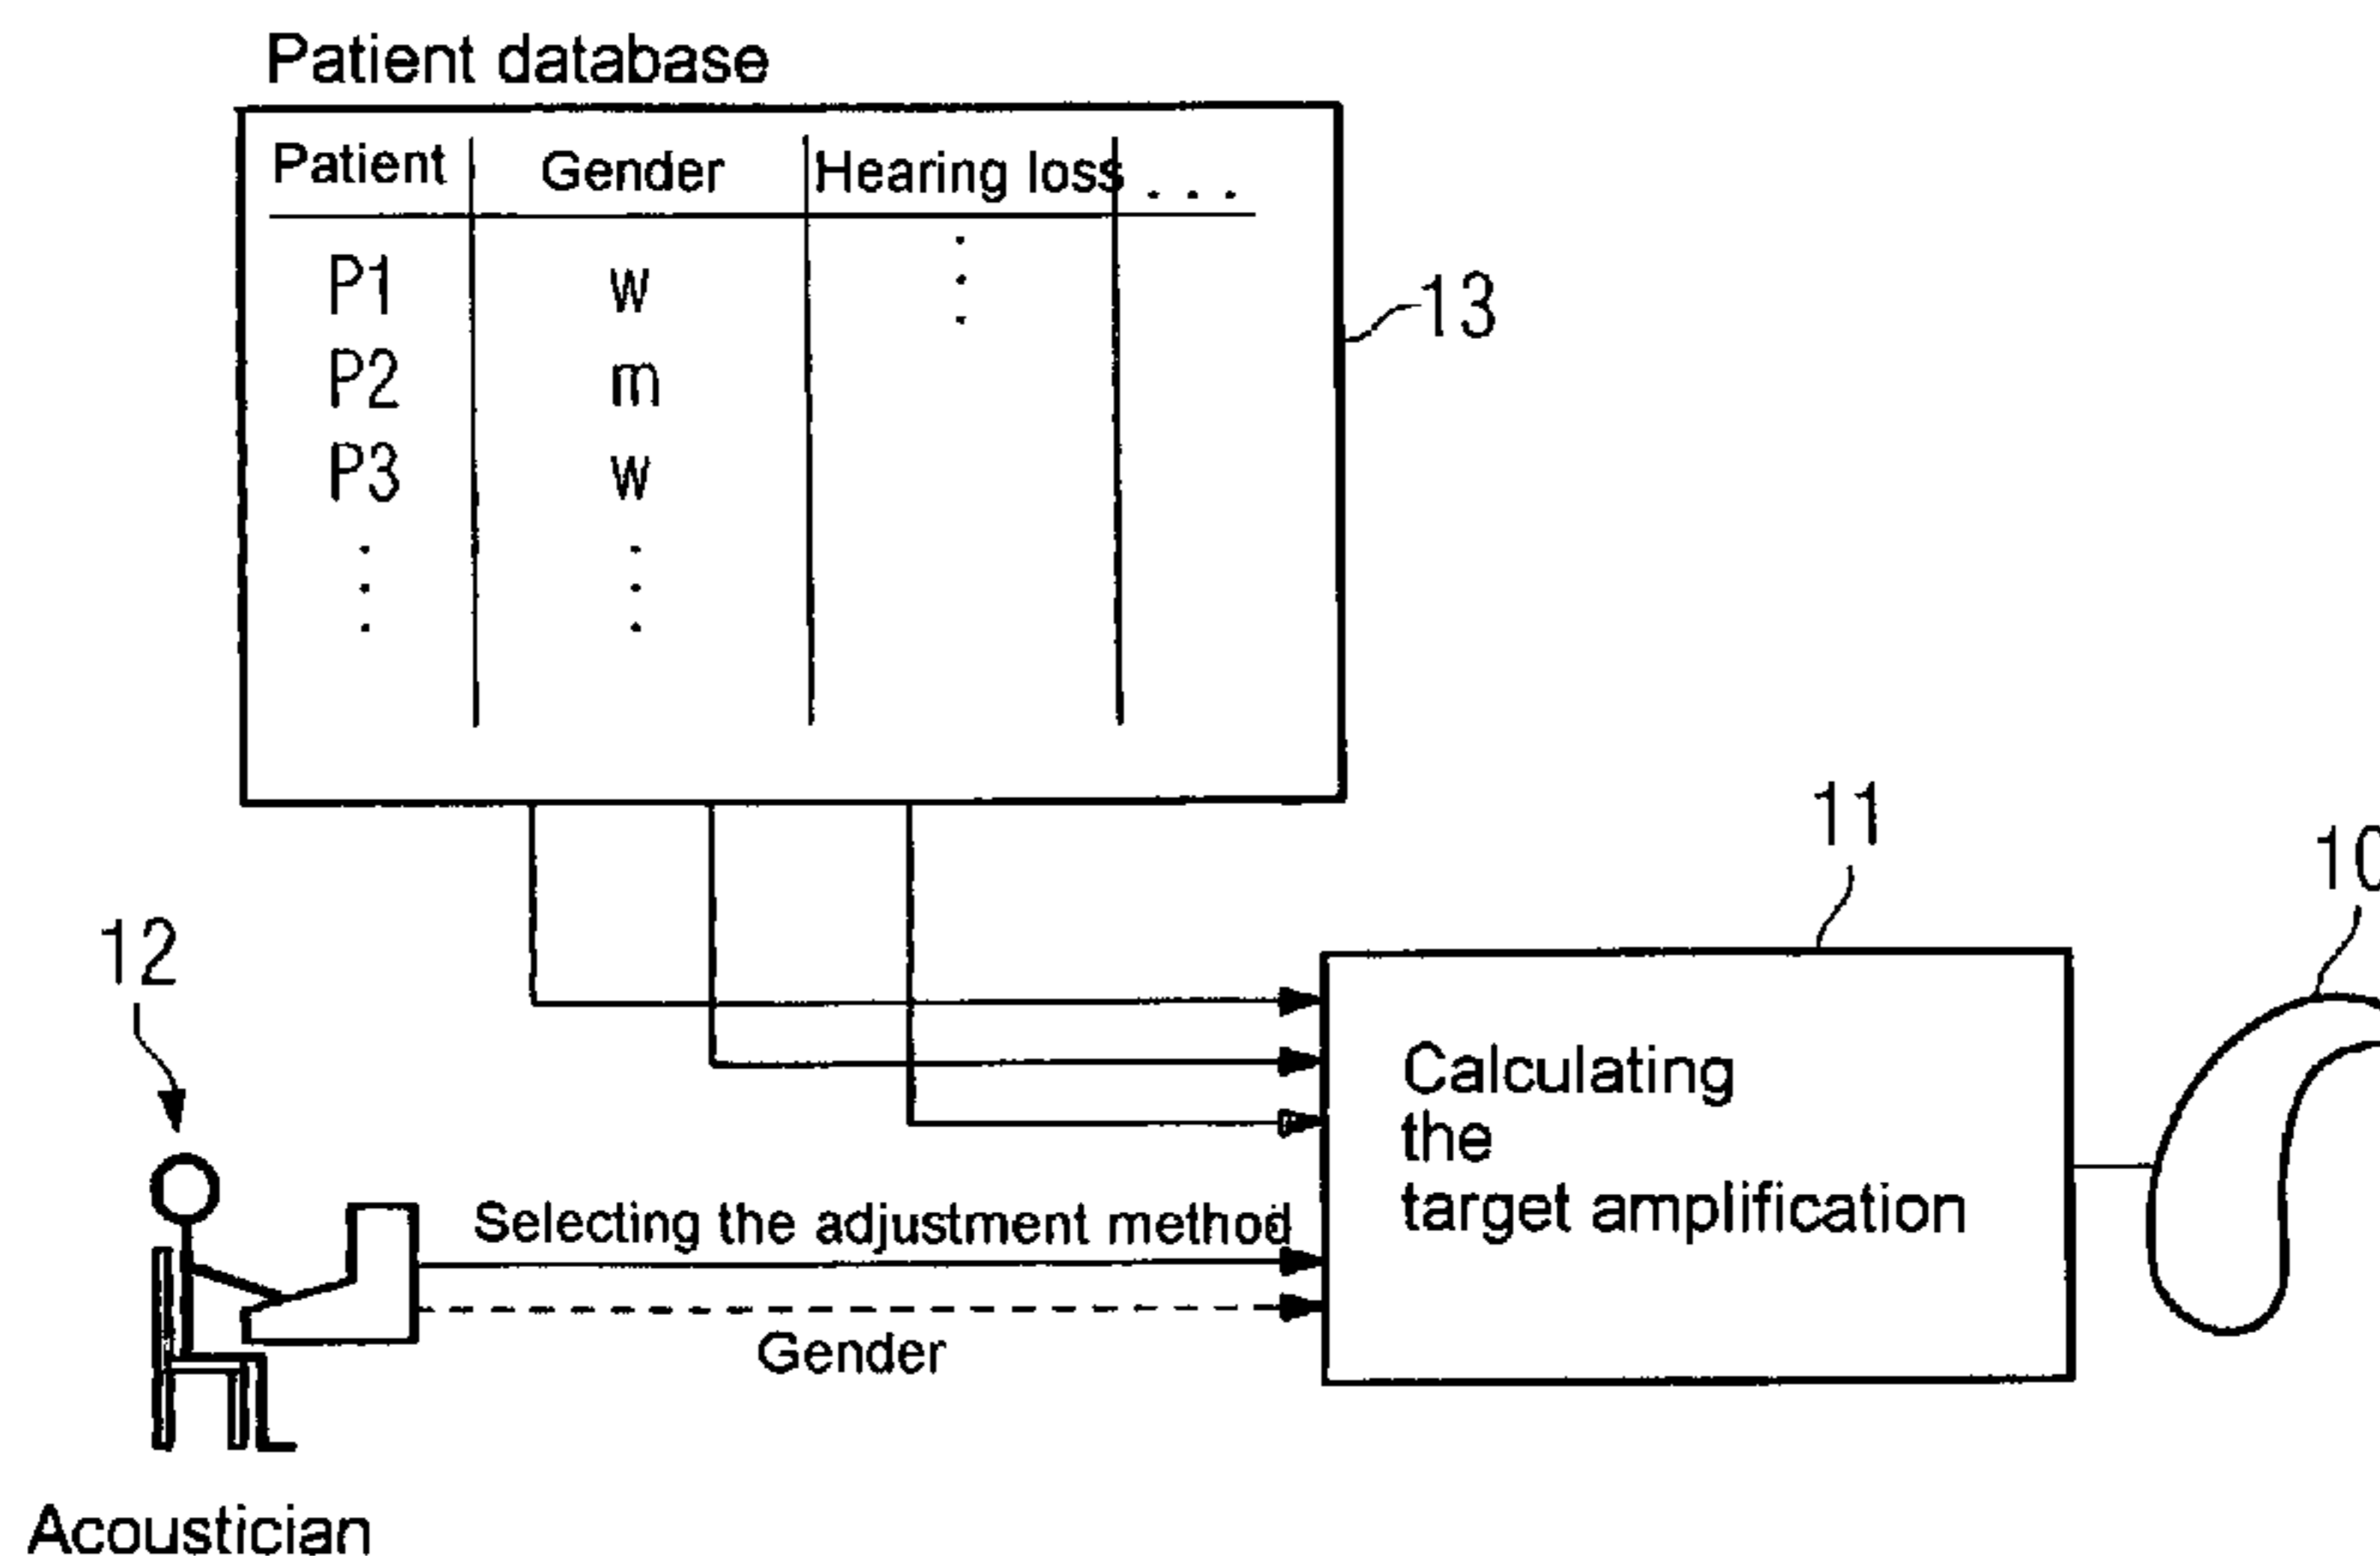 Patient database
Patient Gender Hearing loss . . .
P1 w
P2 m
P3 w
13
11
10
12
Calculating
the
target amplification
Selecting the adjustment method
Gender
Acoustician